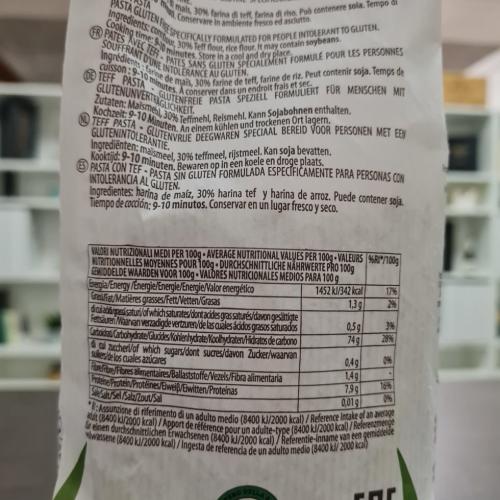 mais, 30% farina di teff, farina di riso. Può contenere soia. Tempo di
Conservare in ambiente fresco ed asciutto.
PASTA GLUTEN SPECIFICALLY FORMULATED FOR PEOPLE INTOLERANT TO GLUTEN.
Ingredients: 30% Teff flour, rice flour. It may contain soybeans.
Cooking time: minutes. Store in a cool and dry place.
FR PATES AVEC TEFF - PATES SANS GLUTEN SPÉCIALEMENT FORMULÉ POUR LES PERSONNES
SOUFFRANT D'UNE INTOLÉRANCE AU GLUTEN.
Ingrédients: farine de maïs, 30% farine de teff, farine de riz. Peut contenir soja. Temps de
cuisson: 9-10 minutes. A conserver dans un endroit frais et sec.
DE TEFF PASTA - GLUTENFREIE PASTA SPEZIELL FORMULIERT FÜR MENSCHEN MIT
GLUTENUNVERTRÄGLICHKEIT.
Zutaten: Maismehl, 30% Teffmehl, Reismehl. Kann Sojabohnen enthalten.
Kochzeit: 9-10 Minuten. An einem kühlen und trockenen Ort lagern.
NL TEFF PASTA - GLUTENVRIJE DEEGWAREN SPECIAAL BEREID VOOR PERSONEN MET EEN
GLUTENINTOLERANTIE.
Ingrediënten: maïsmeel, 30% teffmeel, rijstmeel. Kan soja bevatten.
Kooktijd: 9-10 minuten. Bewaren op in een koele en droge plaats.
ES PASTA CON TEF - PASTA SIN GLUTEN FORMULADA ESPECÍFICAMENTE PARA PERSONAS CON
INTOLERANCIA AL GLUTEN.
Ingredientes: harina de maíz, 30% harina tef y harina de arroz. Puede contener soja.
Tiempo de cocción: 9-10 minutos. Conservar en un lugar fresco y seco.
VALORI NUTRIZIONALI MEDI PER 100g • AVERAGE NUTRITIONAL VALUES PER 100g • VALEURS %RI*/100g
NUTRITIONNELLES MOYENNES POUR 100g • DURCHSCHNITTLICHE NÄHRWERTE PRO 100g
GEMIDDELDE WAARDEN VOOR 100g • VALORES NUTRICIONALES MEDIOS PARA 100 g
Energia/Energy/Énergie/Energie/Energie/Valor energético 1452 kJ/342 kcal 17%
Grassi/Fat/Matières grasses/Fett/Vetten/Grasas 1,3 g 2%
di cui acidi grassi saturi/of which saturates/dont acides gras saturés/davon gesättigte
Fettsäuren/Waarvan verzadigde vetzuren/de las cuales ácidos grasos saturados 0,5 g 3%
Carboidrati/Carbohydrate/Glucides/Kohlenhydrate/Koolhydraten/Hidratos de carbono 74 g 28%
di cui zuccheri/of which sugars/dont sucres/davon Zucker/waarvan
suikers/de los cuales azúcares 0,4 g 0%
Fibre/Fibre/Fibres alimentaires/Ballaststoffe/Vezels/Fibra alimentaria 1,4 g
Proteine/Protein/Protéines/Eiweiß/Eiwitten/Proteínas 7,9 g 16%
Sale/Salt/Sel/Salz/Zout/Sal 0,01 g 0%
Assunzione di riferimento di un adulto medio (8400 kJ/2000 kcal) / Reference Intake of an average
adult (8400 kJ/2000 kcal) / Apport de référence pour un adulte-type (8400 kJ/2000 kcal) / Referenzmenge
für einen durchschnittlichen Erwachsenen (8400 kJ/2000 kcal) / Referentie-inname van een gemiddelde
volwassene (8400 kJ/2000 kcal) / Ingesta de referencia de un adulto medio (8400 kJ/ 2000 kcal)